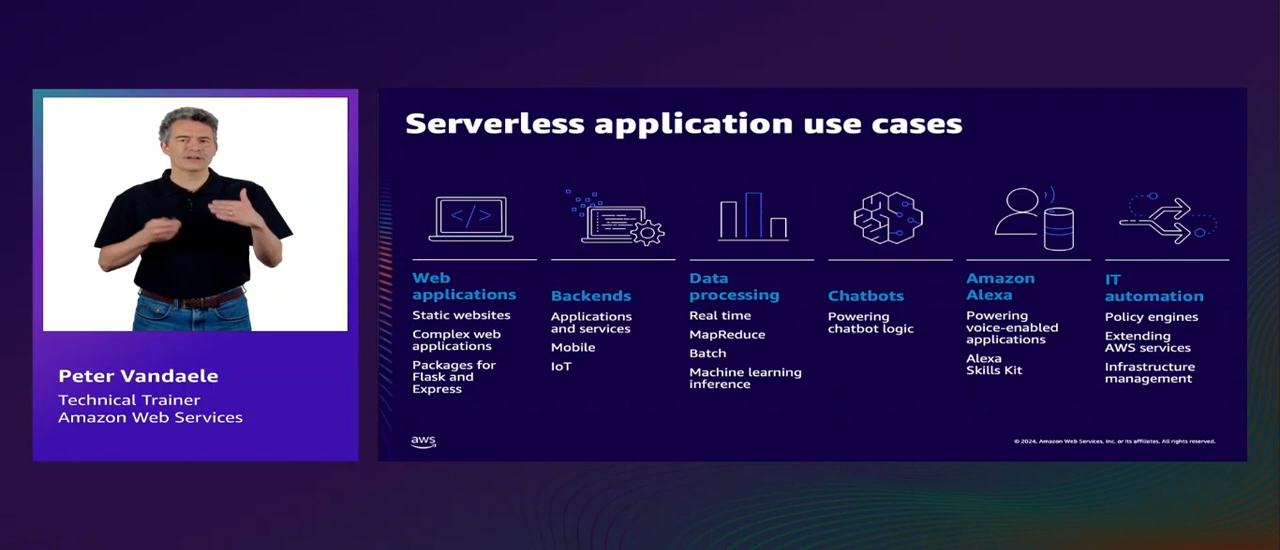 Serverless application use cases
</>
Web
applications
Static websites
Complex web
applications
Packages for
Flask and
Express
Backends
Applications
and services
Mobile
IoT
Data
processing
Real time
MapReduce
Batch
Machine learning
inference
Chatbots
Powering
chatbot logic
Amazon
Alexa
Powering
voice-enabled
applications
Alexa
Skills Kit
IT
automation
Policy engines
Extending
AWS services
Infrastructure
management
Peter Vandaele
Technical Trainer
Amazon Web Services
aws
© 2024, Amazon Web Services, Inc. or its affiliates. All rights reserved.